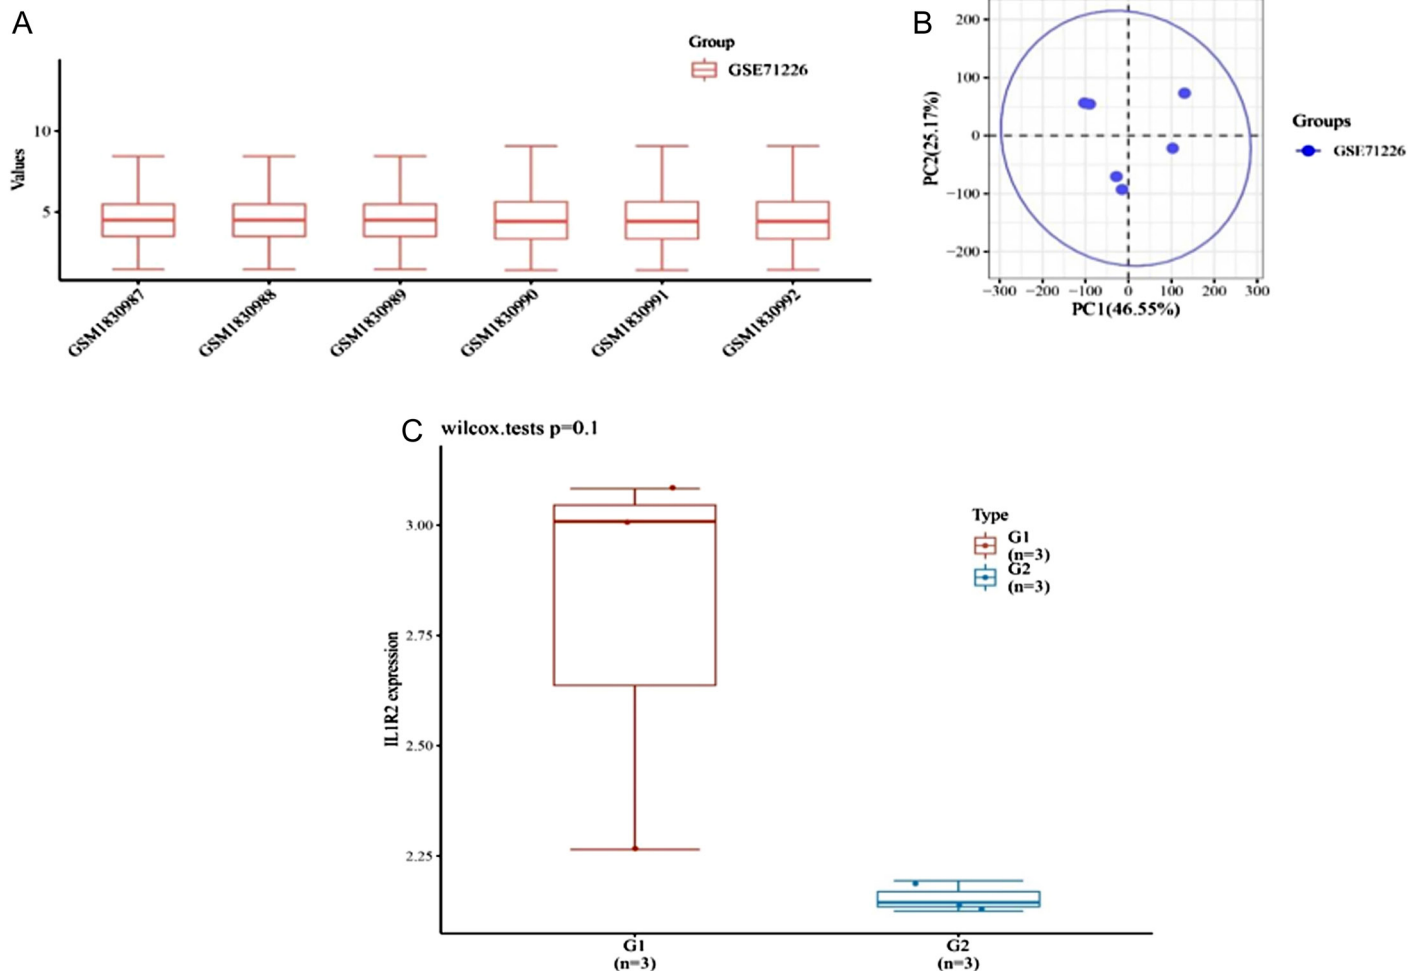 A
Group
GSE71226
Values
10
5
GSM1830987
GSM1830988
GSM1830989
GSM1830990
GSM1830991
GSM1830992
B
200
100
0
−100
−200
PC2(25.17%)
−300 −200 −100 0 100 200 300
PC1(46.55%)
Groups
GSE71226
C
wilcox.tests p=0.1
IL1R2 expression
3.00
2.75
2.50
2.25
G1
(n=3)
G2
(n=3)
Type
G1
(n=3)
G2
(n=3)